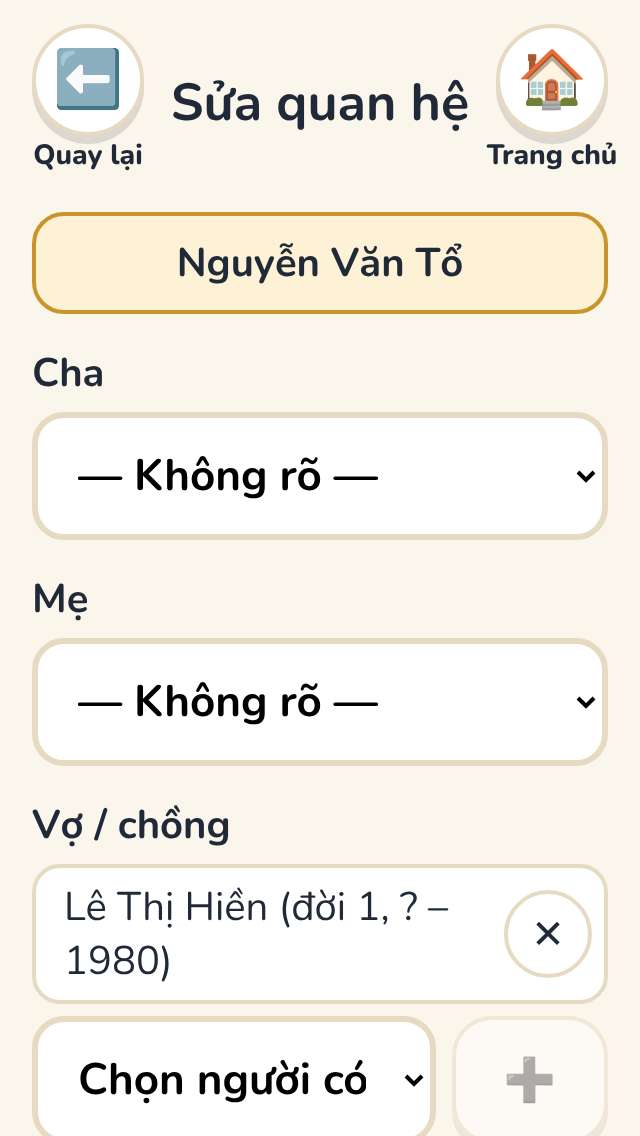 Sửa quan hệ
Quay lại
Trang chủ
Nguyễn Văn Tổ
Cha
— Không rõ —
Mẹ
— Không rõ —
Vợ / chồng
Lê Thị Hiền (đời 1, ? –
1980)
Chọn người có